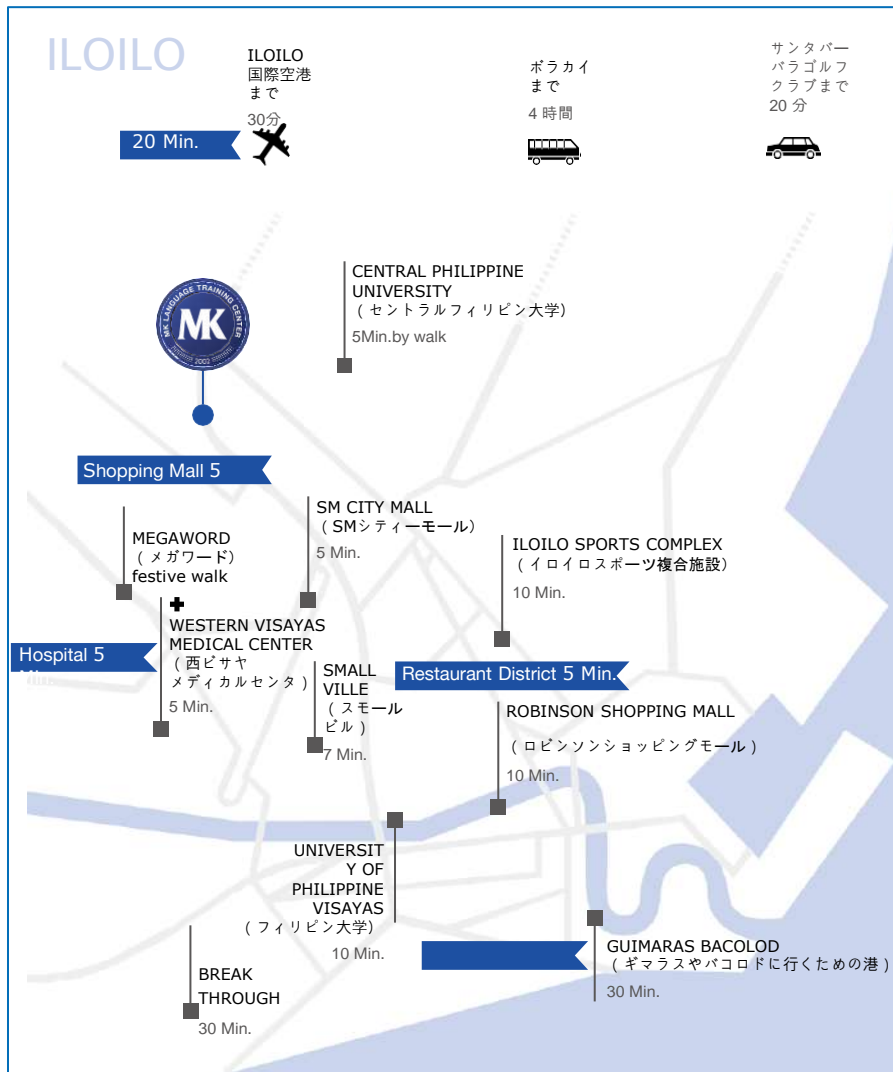 ILOILO
ILOILO
国際空港
まで
30分
20 Min.
ボラカイ
まで
4 時間
サンタバー
バラゴルフ
クラブまで
20 分
MK LANGUAGE TRAINING CENTER
MK
2002
CENTRAL PHILIPPINE
UNIVERSITY
(セントラルフィリピン大学)
5Min.by walk
Shopping Mall 5
MEGAWORD
(メガワード)
festive walk
SM CITY MALL
(SMシティーモール)
5 Min.
ILOILO SPORTS COMPLEX
(イロイロスポーツ複合施設)
10 Min.
WESTERN VISAYAS
MEDICAL CENTER
(西ビサヤ
メディカルセンタ)
5 Min.
Hospital 5
Min.
SMALL
VILLE
(スモール
ビル)
7 Min.
Restaurant District 5 Min.
ROBINSON SHOPPING MALL
(ロビンソンショッピングモール)
10 Min.
UNIVERSIT
Y OF
PHILIPPINE
VISAYAS
(フィリピン大学)
10 Min.
BREAK
THROUGH
30 Min.
GUIMARAS BACOLOD
(ギマラスやバコロドに行くための港)
30 Min.